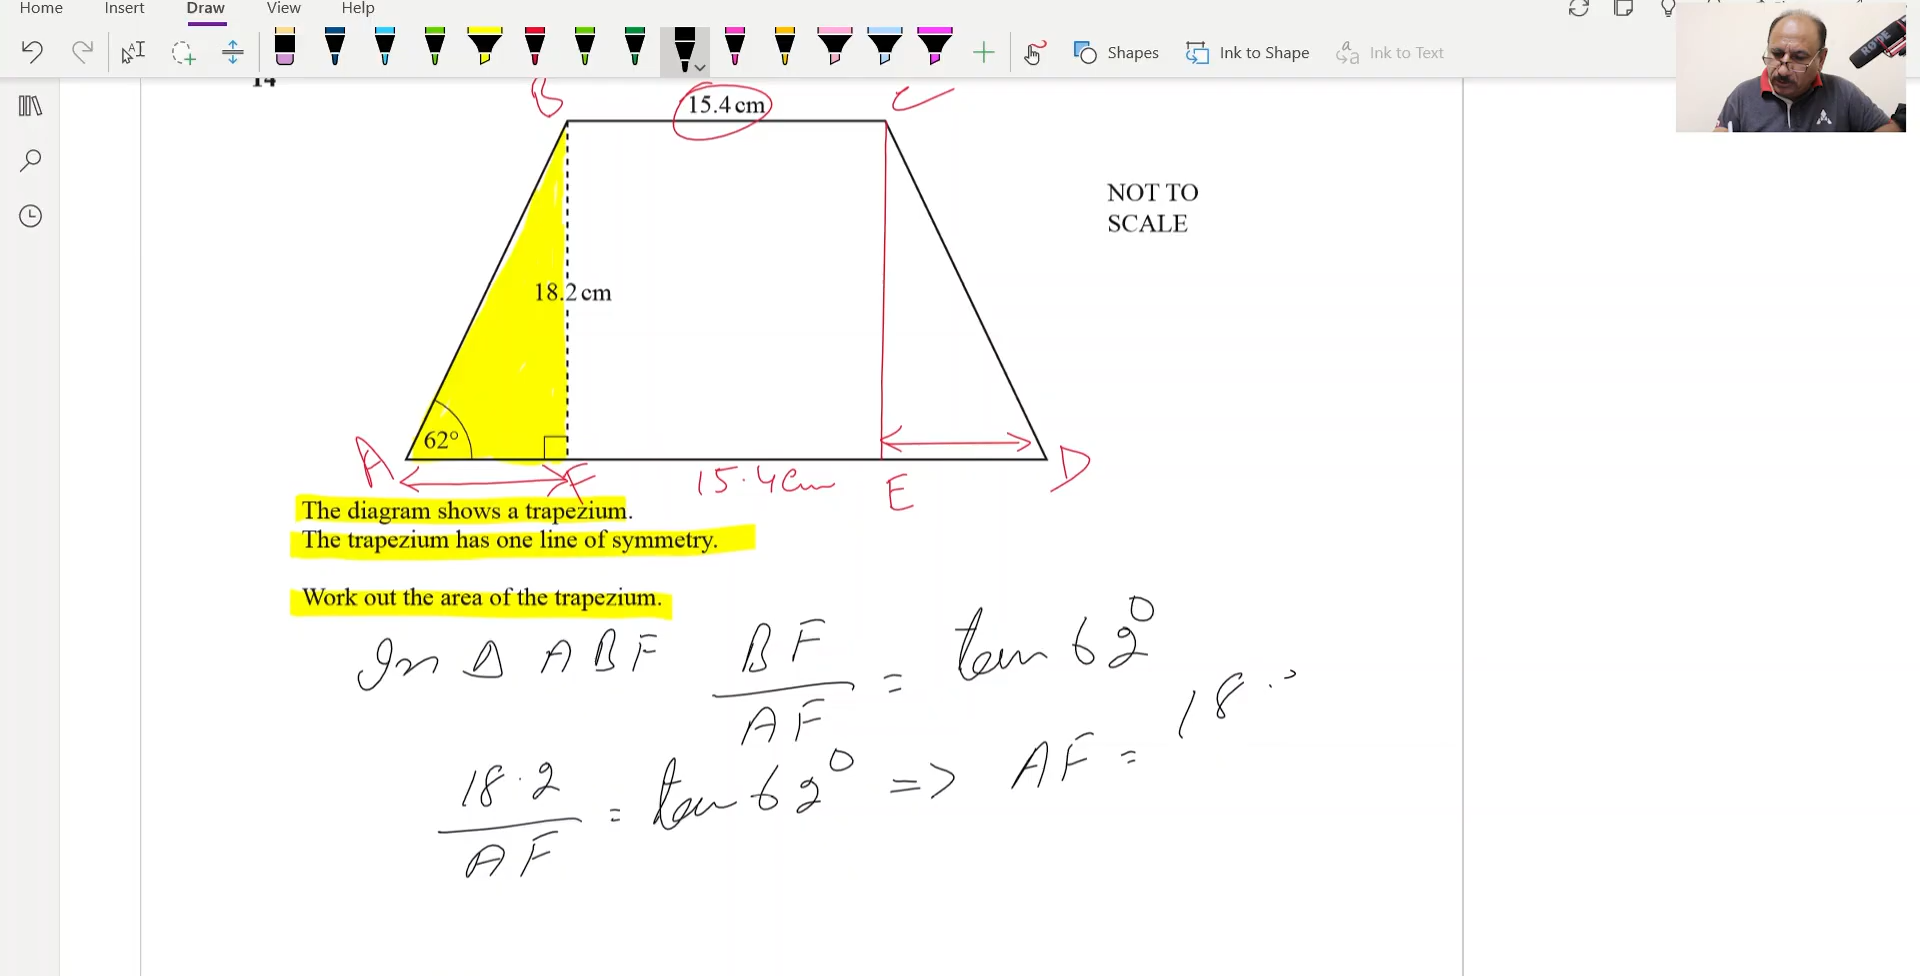 Home Insert Draw View Help
Shapes Ink to Shape Ink to Text
14
B 15.4 cm C
NOT TO
SCALE
18.2 cm
62°
A F 15.4cm E D
The diagram shows a trapezium.
The trapezium has one line of symmetry.
Work out the area of the trapezium.
In Δ ABF BF/AF = tan 62°
18.2/AF = tan 62° => AF = 18.